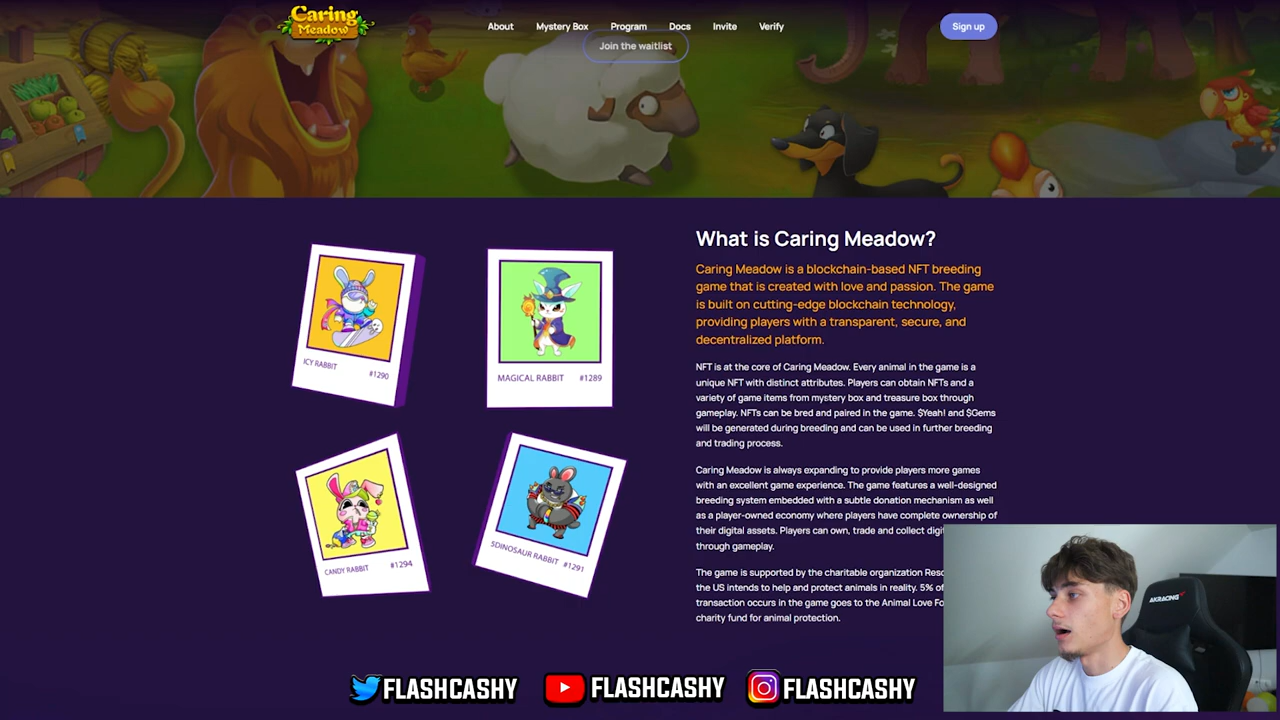 Caring
Meadow
About
Mystery Box
Program
Docs
Invite
Verify
Sign up
Join the waitlist
What is Caring Meadow?
Caring Meadow is a blockchain-based NFT breeding
game that is created with love and passion. The game
is built on cutting-edge blockchain technology,
providing players with a transparent, secure, and
decentralized platform.
NFT is at the core of Caring Meadow. Every animal in the game is a
unique NFT with distinct attributes. Players can obtain NFTs and a
variety of game items from mystery box and treasure box through
gameplay. NFTs can be bred and paired in the game. $Yeah! and $Gems
will be generated during breeding and can be used in further breeding
and trading process.
Caring Meadow is always expanding to provide players more games
with an excellent game experience. The game features a well-designed
breeding system embedded with a subtle donation mechanism as well
as a player-owned economy where players have complete ownership of
their digital assets. Players can own, trade and collect
through gameplay.
The game is supported by the charitable organization
the US intends to help and protect animals in reality. 5%
transaction occurs in the game goes to the Animal Love
charity fund for animal protection.
ICY RABBIT #1290
MAGICAL RABBIT #1289
CANDY RABBIT #1294
5DINOSAUR RABBIT #1291
AKRACING
FLASHCASHY
FLASHCASHY
FLASHCASHY